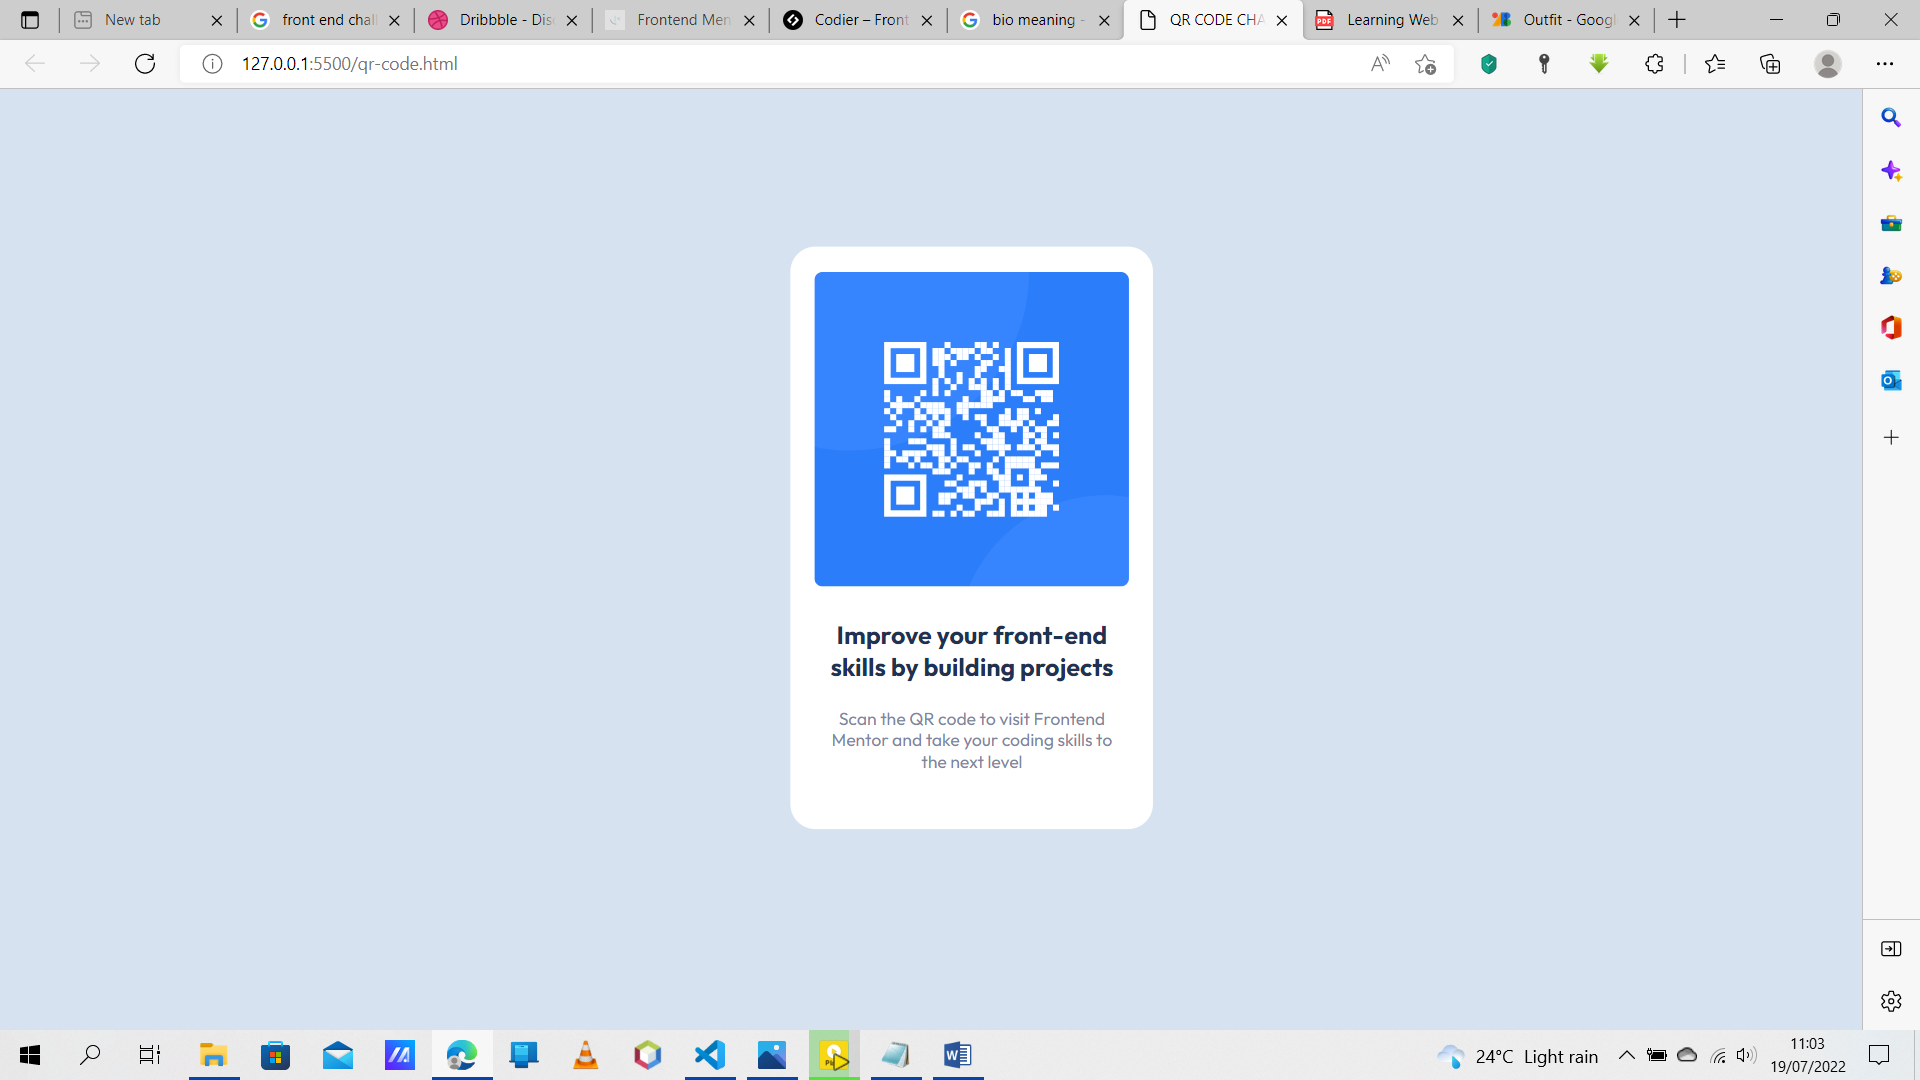 New tab
front end chall
Dribbble - Disc
Frontend Men
Codier – Front
bio meaning -
QR CODE CHA
Learning Web
Outfit - Googl
127.0.0.1:5500/qr-code.html
Improve your front-end
skills by building projects
Scan the QR code to visit Frontend
Mentor and take your coding skills to
the next level
24°C Light rain
11:03
19/07/2022